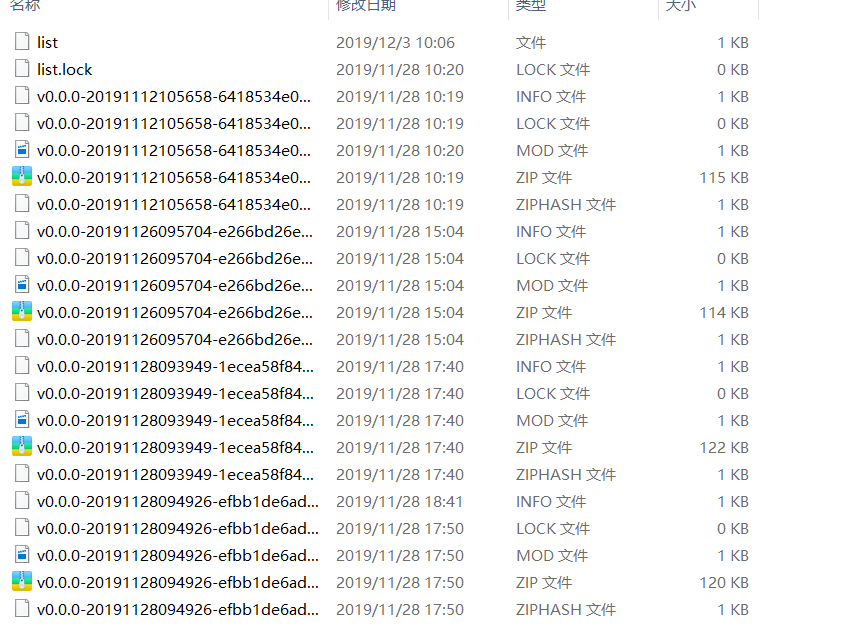 名称 修改日期 类型 大小
list 2019/12/3 10:06 文件 1 KB
list.lock 2019/11/28 10:20 LOCK 文件 0 KB
v0.0.0-20191112105658-6418534e0... 2019/11/28 10:19 INFO 文件 1 KB
v0.0.0-20191112105658-6418534e0... 2019/11/28 10:19 LOCK 文件 0 KB
v0.0.0-20191112105658-6418534e0... 2019/11/28 10:20 MOD 文件 1 KB
v0.0.0-20191112105658-6418534e0... 2019/11/28 10:19 ZIP 文件 115 KB
v0.0.0-20191112105658-6418534e0... 2019/11/28 10:19 ZIPHASH 文件 1 KB
v0.0.0-20191126095704-e266bd26e... 2019/11/28 15:04 INFO 文件 1 KB
v0.0.0-20191126095704-e266bd26e... 2019/11/28 15:04 LOCK 文件 0 KB
v0.0.0-20191126095704-e266bd26e... 2019/11/28 15:04 MOD 文件 1 KB
v0.0.0-20191126095704-e266bd26e... 2019/11/28 15:04 ZIP 文件 114 KB
v0.0.0-20191126095704-e266bd26e... 2019/11/28 15:04 ZIPHASH 文件 1 KB
v0.0.0-20191128093949-1ecea58f84... 2019/11/28 17:40 INFO 文件 1 KB
v0.0.0-20191128093949-1ecea58f84... 2019/11/28 17:40 LOCK 文件 0 KB
v0.0.0-20191128093949-1ecea58f84... 2019/11/28 17:40 MOD 文件 1 KB
v0.0.0-20191128093949-1ecea58f84... 2019/11/28 17:40 ZIP 文件 122 KB
v0.0.0-20191128093949-1ecea58f84... 2019/11/28 17:40 ZIPHASH 文件 1 KB
v0.0.0-20191128094926-efbb1de6ad... 2019/11/28 18:41 INFO 文件 1 KB
v0.0.0-20191128094926-efbb1de6ad... 2019/11/28 17:50 LOCK 文件 0 KB
v0.0.0-20191128094926-efbb1de6ad... 2019/11/28 17:50 MOD 文件 1 KB
v0.0.0-20191128094926-efbb1de6ad... 2019/11/28 17:50 ZIP 文件 120 KB
v0.0.0-20191128094926-efbb1de6ad... 2019/11/28 17:50 ZIPHASH 文件 1 KB